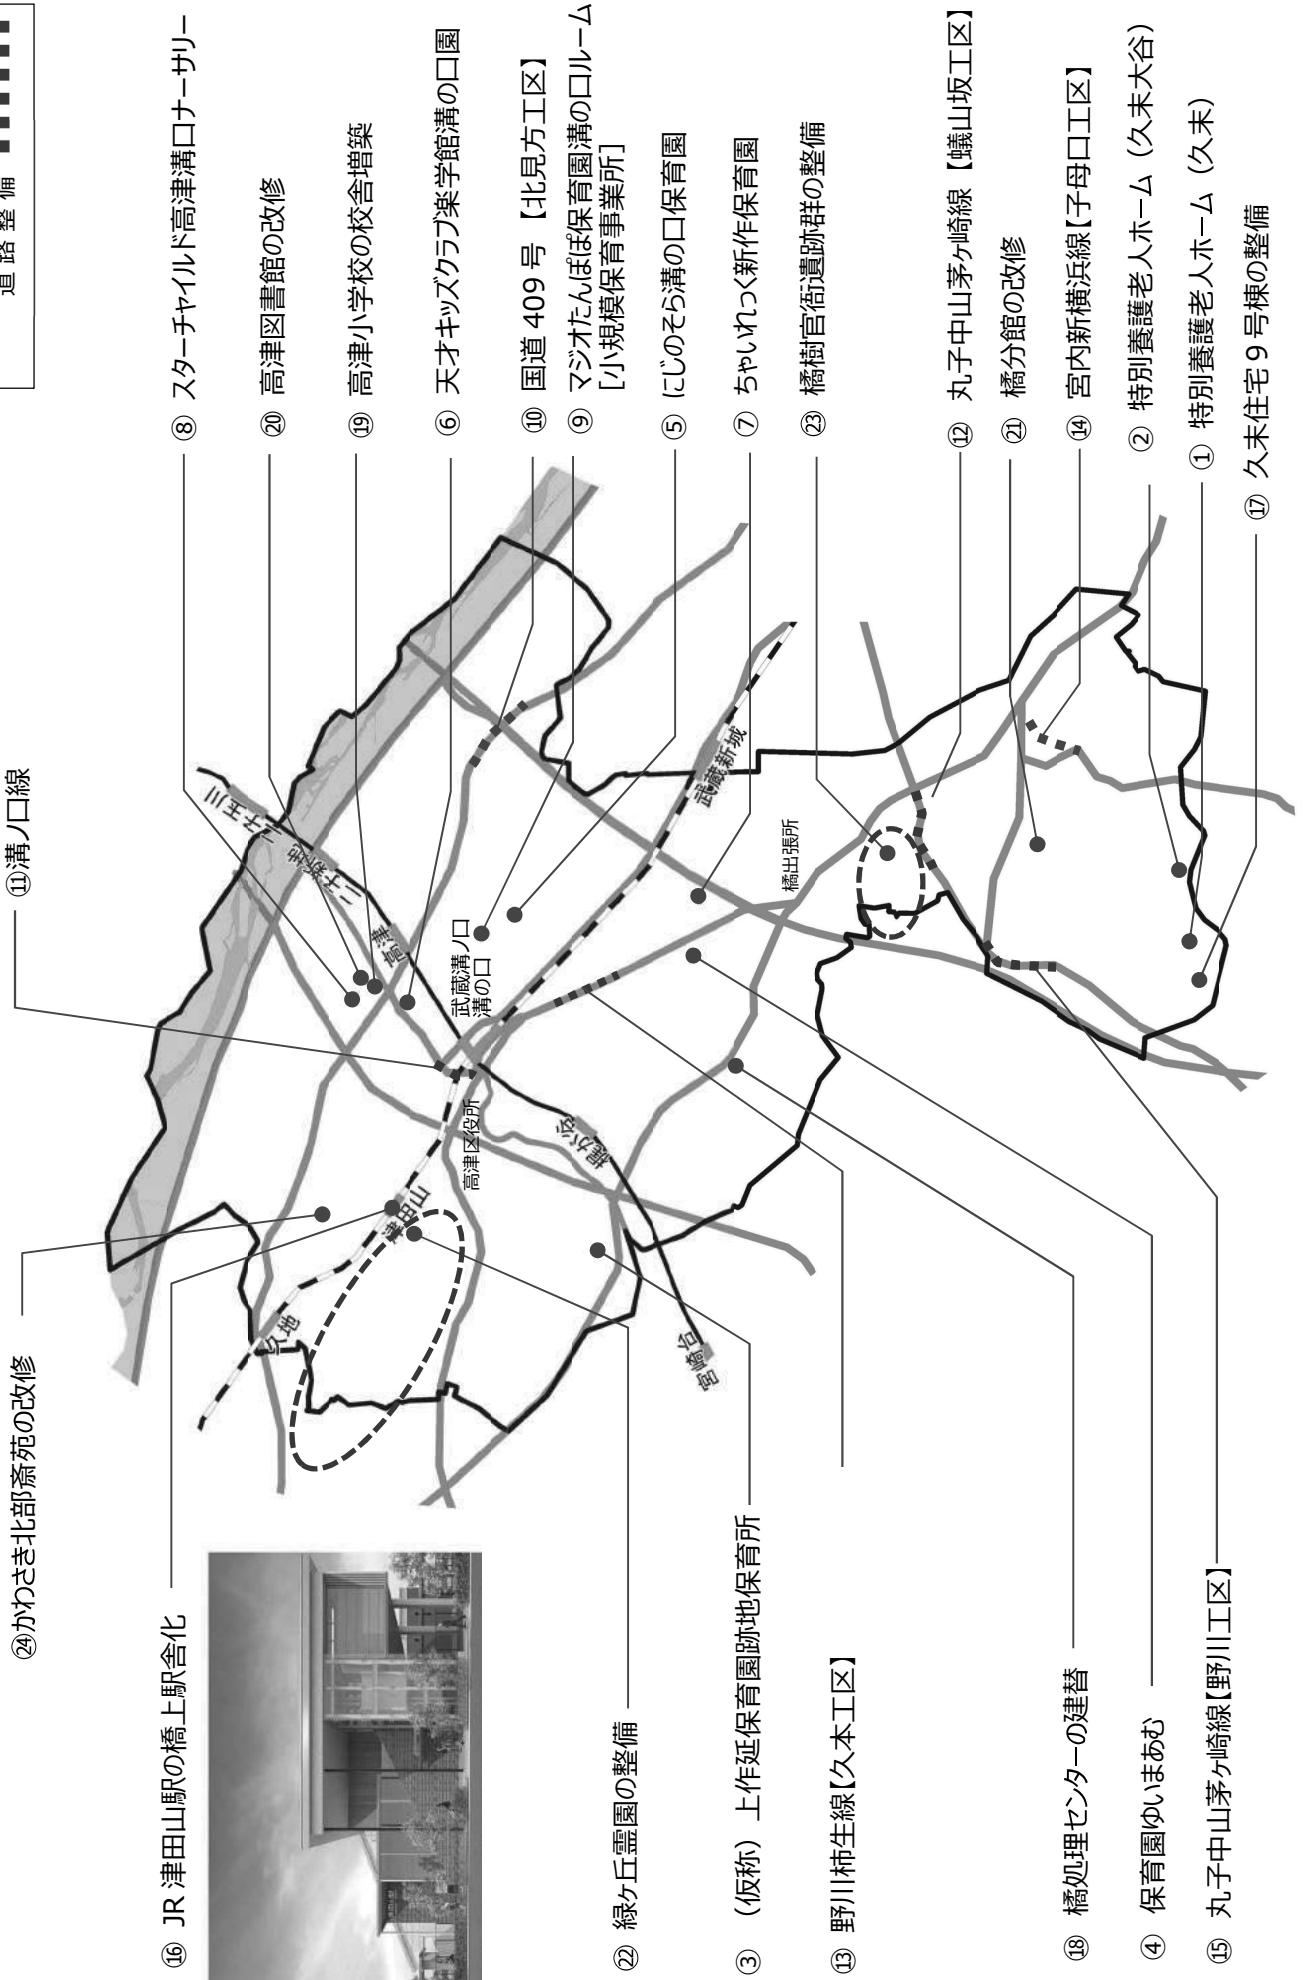 道路整備
⑪溝ノ口線
㉔かわさき北部斎苑の改修
⑯ JR 津田山駅の橋上駅舎化
㉒ 緑ヶ丘霊園の整備
③ (仮称) 上作延保育園跡地保育所
⑬ 野川柿生線【久本工区】
⑱ 橘処理センターの建替
④ 保育園ゆいまあむ
⑮ 丸子中山茅ヶ崎線【野川工区】
⑧ スターチャイルド高津溝口ナーサリー
⑳ 高津図書館の改修
⑲ 高津小学校の校舎増築
⑥ 天才キッズクラブ楽学館溝の口園
⑩ 国道 409 号 【北見方工区】
⑨ マジオたんぽぽ保育園溝の口ルーム
[小規模保育事業所]
⑤ にじのそら溝の口保育園
⑦ ちゃいれっく新作保育園
㉓ 橘樹官衙遺跡群の整備
⑫ 丸子中山茅ヶ崎線 【蟻山坂工区】
㉑ 橘分館の改修
⑭ 宮内新横浜線【子母口工区】
② 特別養護老人ホーム (久末大谷)
① 特別養護老人ホーム (久末)
⑰ 久末住宅9号棟の整備
二子玉川
二子新地
高津
武蔵溝ノ口
溝の口
高津区役所
津田山
久地
梶が谷
宮崎台
武蔵新城
橘出張所